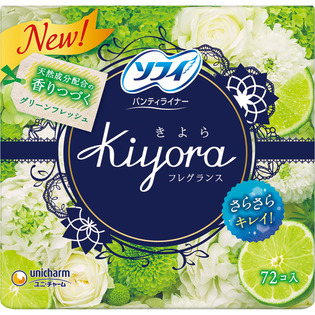 New!
天然成分配合の
香りつづく
グリーンフレッシュ
ソフィ
パンティライナー
きよら
Kiyora
フレグランス
さらさら
キレイ!
unicharm
ユニ・チャーム
72コ入